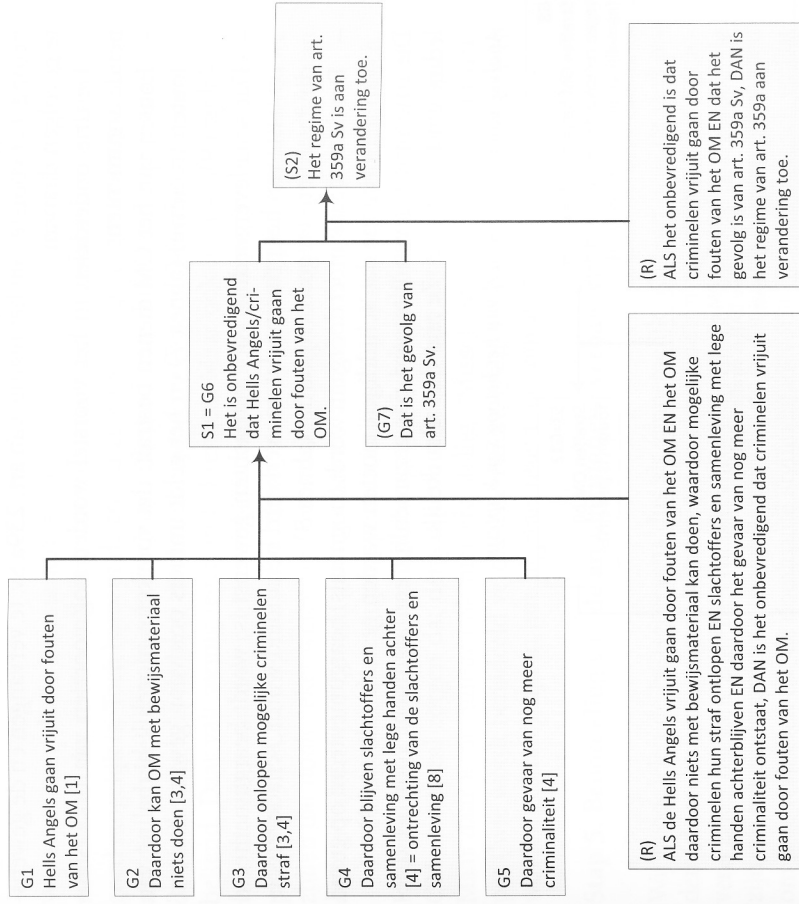 G1
Hells Angels gaan vrijuit door fouten
van het OM [1]
G2
Daardoor kan OM met bewijsmateriaal
niets doen [3,4]
G3
Daardoor onlopen mogelijke criminelen
straf [3,4]
G4
Daardoor blijven slachtoffers en
samenleving met lege handen achter
[4] = ontrechting van de slachtoffers en
samenleving [8]
G5
Daardoor gevaar van nog meer
criminaliteit [4]
S1 = G6
Het is onbevredigend
dat Hells Angels/cri-
minelen vrijuit gaan
door fouten van het
OM.
(G7)
Dat is het gevolg van
art. 359a Sv.
(S2)
Het regime van art.
359a Sv is aan
verandering toe.
(R)
ALS de Hells Angels vrijuit gaan door fouten van het OM EN het OM
daardoor niets met bewijsmateriaal kan doen, waardoor mogelijke
criminelen hun straf ontlopen EN slachtoffers en samenleving met lege
handen achterblijven EN daardoor het gevaar van nog meer
criminaliteit ontstaat, DAN is het onbevredigend dat criminelen vrijuit
gaan door fouten van het OM.
(R)
ALS het onbevredigend is dat
criminelen vrijuit gaan door
fouten van het OM EN dat het
gevolg is van art. 359a Sv, DAN is
het regime van art. 359a aan
verandering toe.